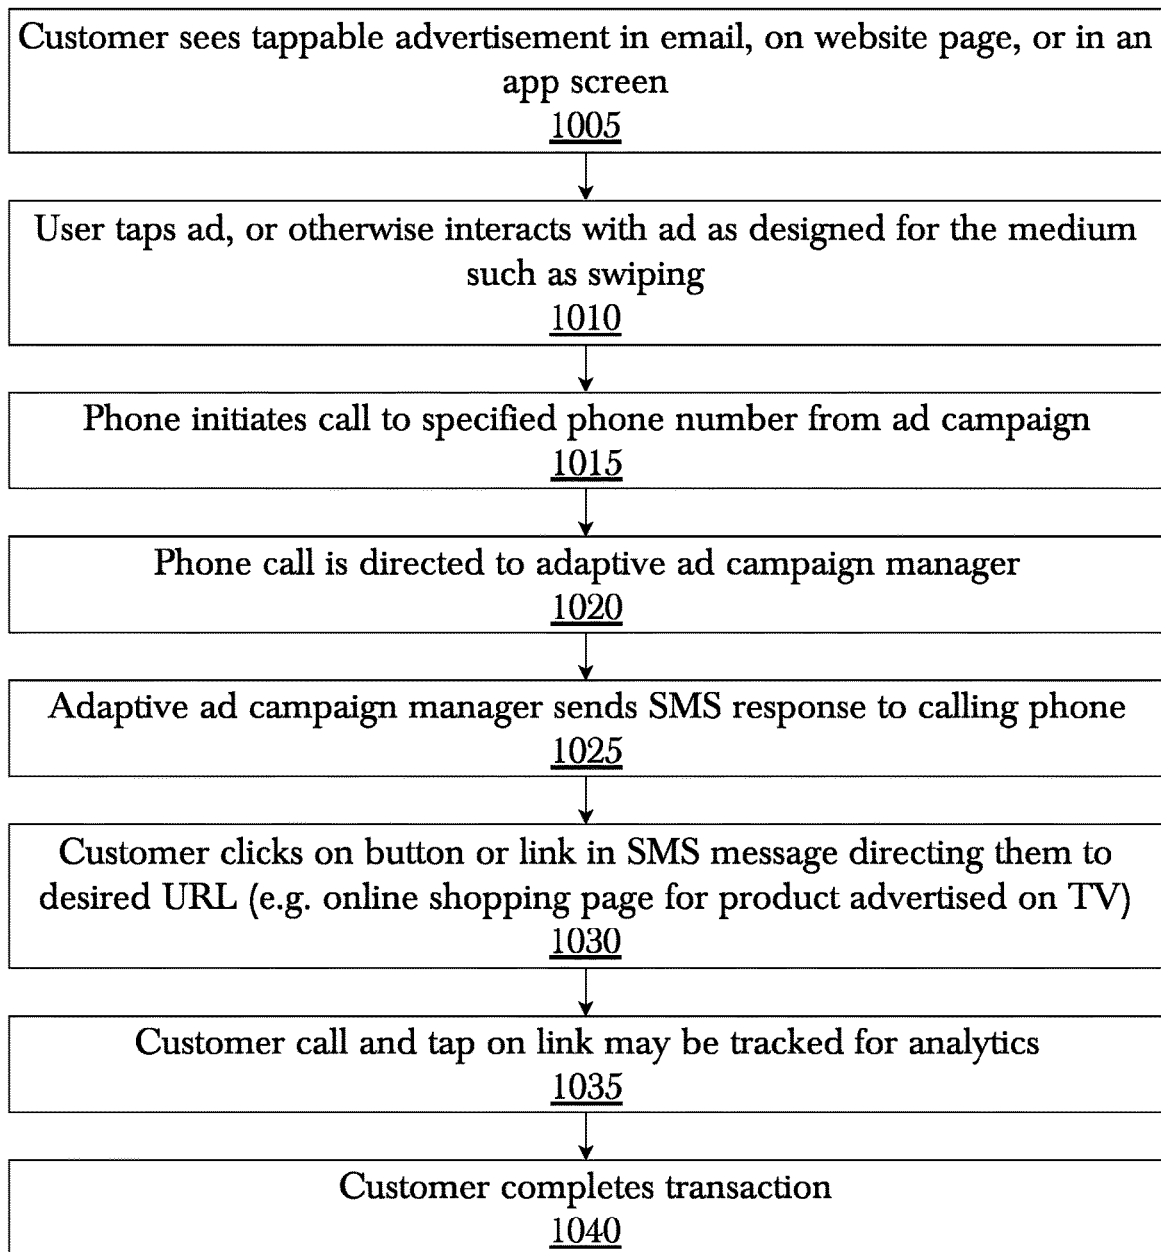 Customer sees tappable advertisement in email, on website page, or in an
app screen
1005
User taps ad, or otherwise interacts with ad as designed for the medium
such as swiping
1010
Phone initiates call to specified phone number from ad campaign
1015
Phone call is directed to adaptive ad campaign manager
1020
Adaptive ad campaign manager sends SMS response to calling phone
1025
Customer clicks on button or link in SMS message directing them to
desired URL (e.g. online shopping page for product advertised on TV)
1030
Customer call and tap on link may be tracked for analytics
1035
Customer completes transaction
1040